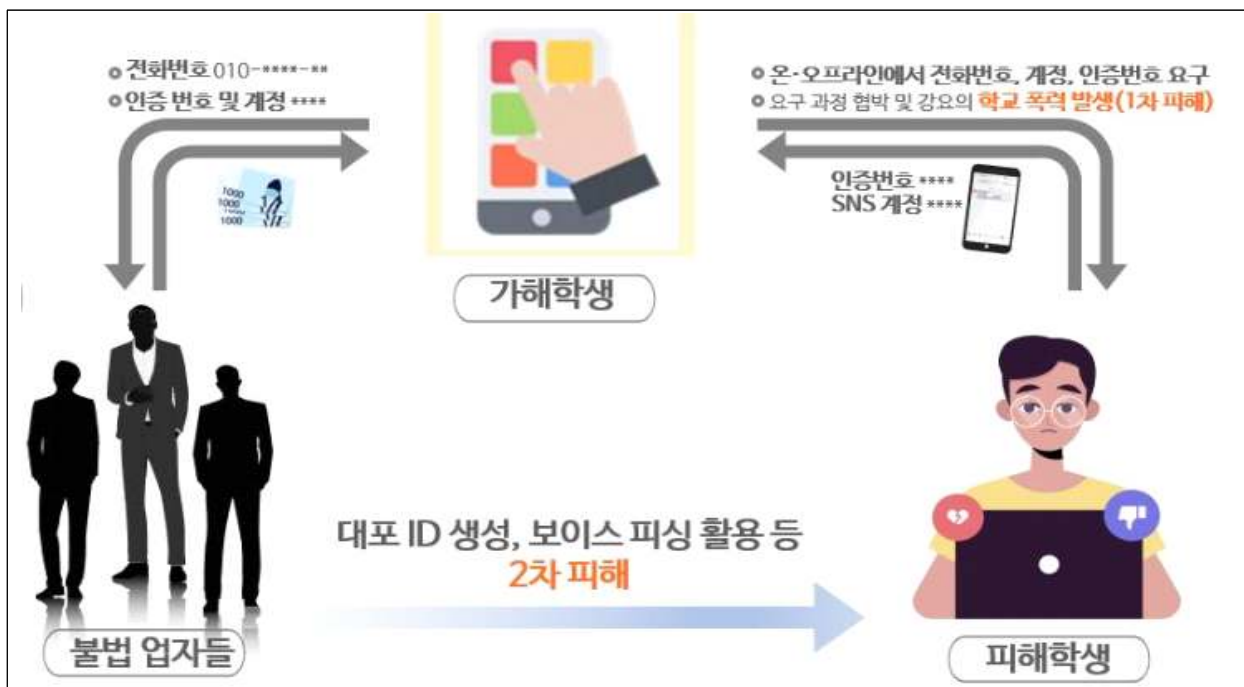 전화번호 010-****-**
인증 번호 및 계정 ****
온·오프라인에서 전화번호, 계정, 인증번호 요구
요구 과정 협박 및 강요의 학교 폭력 발생(1차 피해)
1000
1000
1000
인증번호 ****
SNS 계정 ****
가해학생
대포 ID 생성, 보이스 피싱 활용 등
2차 피해
불법 업자들
피해학생